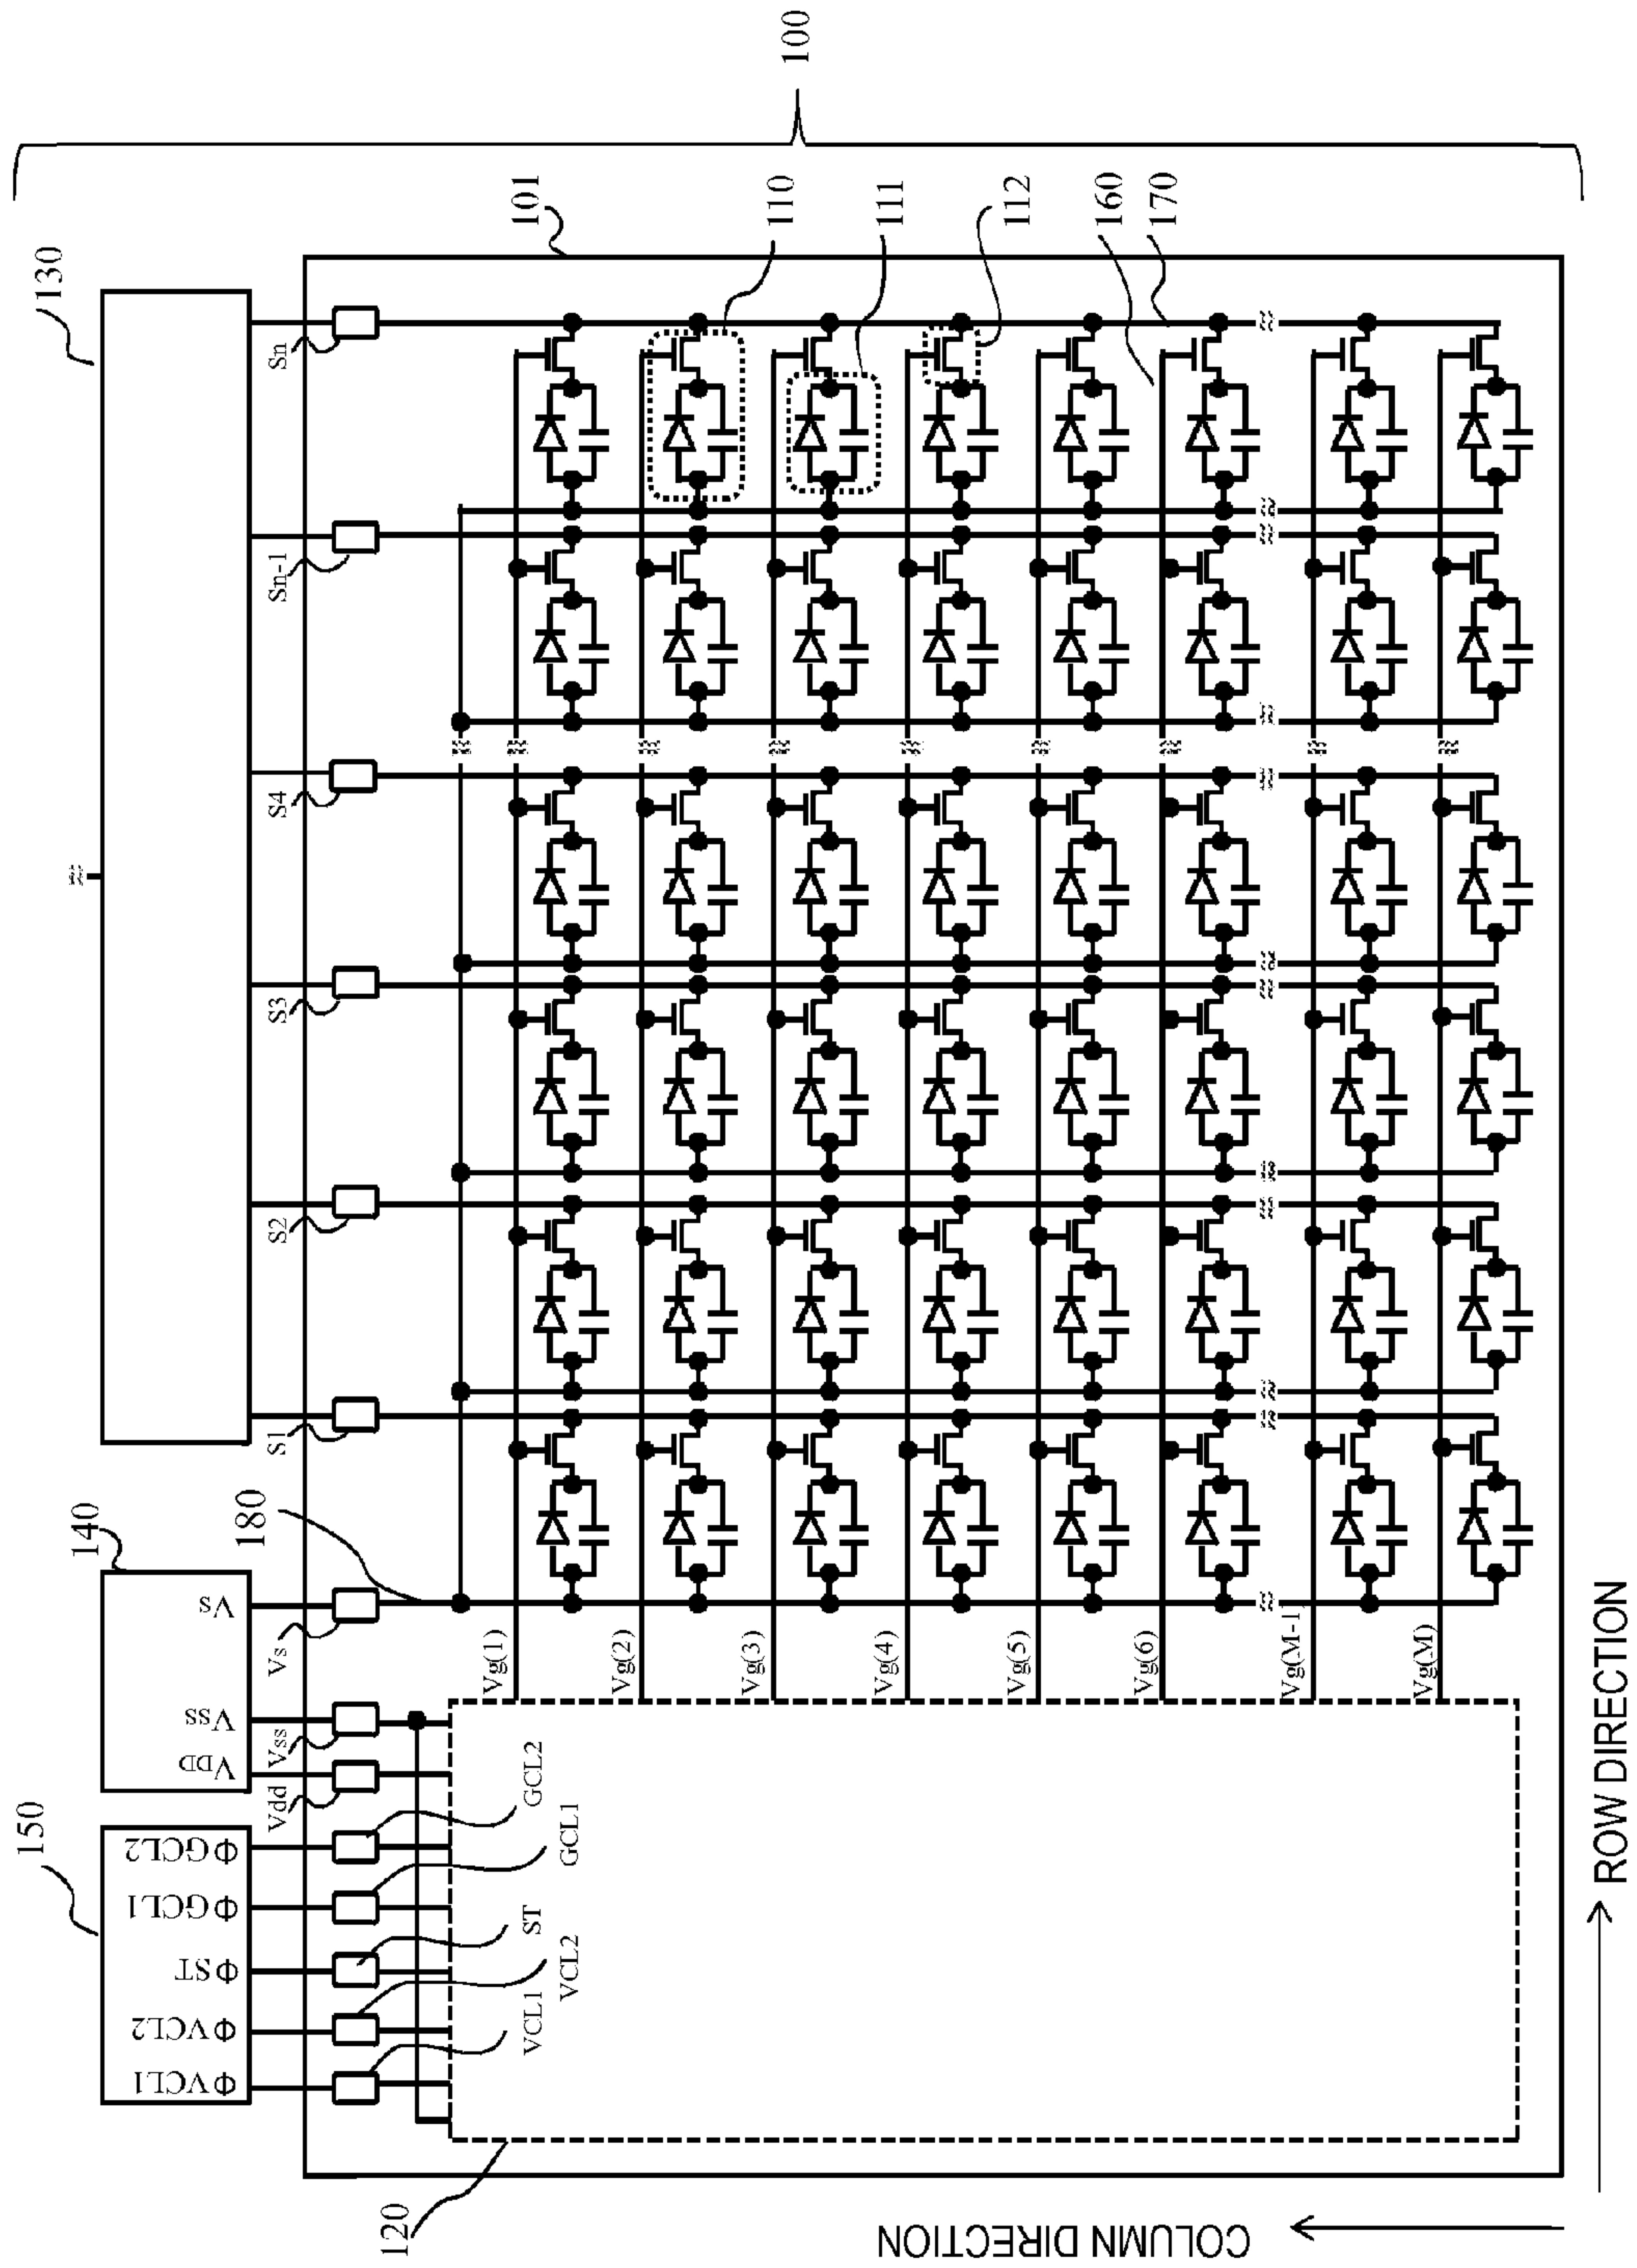 100
130
101
110
111
112
160
170
Sn
Sn-1
S4
S3
S2
S1
140
180
VS
VSS
VDD
Vs
Vss
Vdd
150
ΦGCL2
ΦGCL1
ΦST
ΦVCL2
ΦVCL1
GCL2
GCL1
ST
VCL2
VCL1
Vg(1)
Vg(2)
Vg(3)
Vg(4)
Vg(5)
Vg(6)
Vg(M-1)
Vg(M)
120
ROW DIRECTION
COLUMN DIRECTION